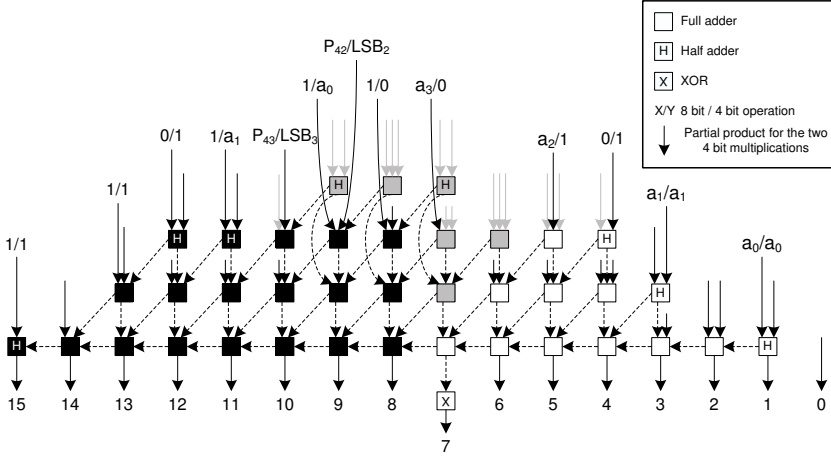 P₄₂/LSB₂
1/a₀
1/0
a₃/0
0/1
1/a₁
P₄₃/LSB₃
a₂/1
0/1
1/1
a₁/a₁
1/1
a₀/a₀
H
H
H
H
H
H
H
H
X
15
14
13
12
11
10
9
8
7
6
5
4
3
2
1
0
Full adder
H
Half adder
X
XOR
X/Y 8 bit / 4 bit operation
Partial product for the two
4 bit multiplications